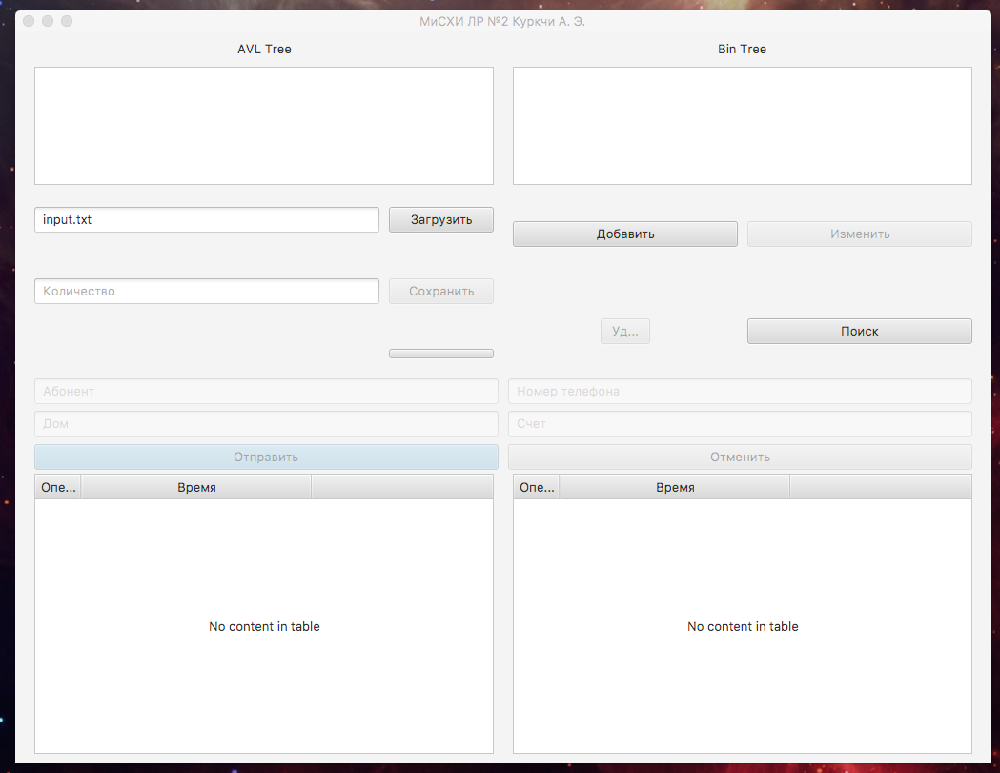 МиСХИ ЛР №2 Куркчи А. Э.
AVL Tree
Bin Tree
input.txt
Загрузить
Добавить
Изменить
Количество
Сохранить
Уд...
Поиск
Абонент
Номер телефона
Дом
Счет
Отправить
Отменить
Опе...
Время
Опе...
Время
No content in table
No content in table